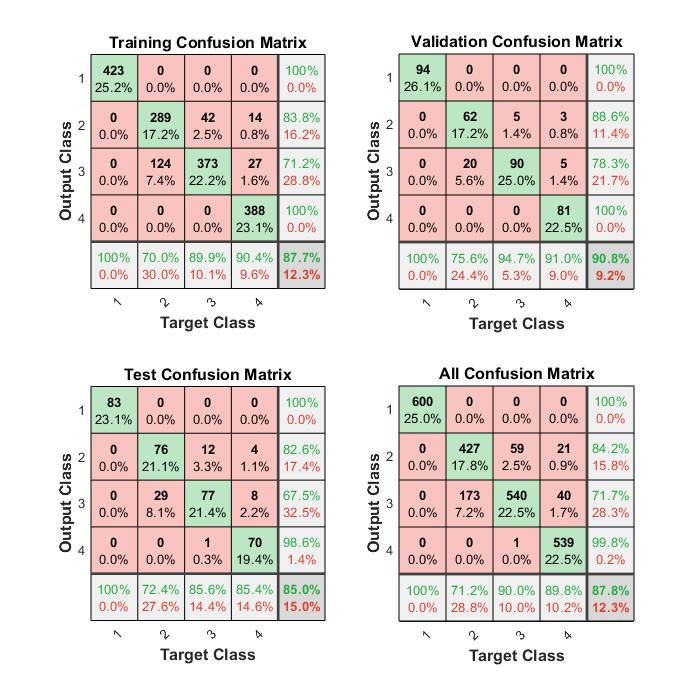 Training Confusion Matrix
Output Class
1 423 0 0 0 100%
25.2% 0.0% 0.0% 0.0% 0.0%
2 0 289 42 14 83.8%
0.0% 17.2% 2.5% 0.8% 16.2%
3 0 124 373 27 71.2%
0.0% 7.4% 22.2% 1.6% 28.8%
4 0 0 0 388 100%
0.0% 0.0% 0.0% 23.1% 0.0%
100% 70.0% 89.9% 90.4% 87.7%
0.0% 30.0% 10.1% 9.6% 12.3%
1 2 3 4
Target Class
Validation Confusion Matrix
Output Class
1 94 0 0 0 100%
26.1% 0.0% 0.0% 0.0% 0.0%
2 0 62 5 3 88.6%
0.0% 17.2% 1.4% 0.8% 11.4%
3 0 20 90 5 78.3%
0.0% 5.6% 25.0% 1.4% 21.7%
4 0 0 0 81 100%
0.0% 0.0% 0.0% 22.5% 0.0%
100% 75.6% 94.7% 91.0% 90.8%
0.0% 24.4% 5.3% 9.0% 9.2%
1 2 3 4
Target Class
Test Confusion Matrix
Output Class
1 83 0 0 0 100%
23.1% 0.0% 0.0% 0.0% 0.0%
2 0 76 12 4 82.6%
0.0% 21.1% 3.3% 1.1% 17.4%
3 0 29 77 8 67.5%
0.0% 8.1% 21.4% 2.2% 32.5%
4 0 0 1 70 98.6%
0.0% 0.0% 0.3% 19.4% 1.4%
100% 72.4% 85.6% 85.4% 85.0%
0.0% 27.6% 14.4% 14.6% 15.0%
1 2 3 4
Target Class
All Confusion Matrix
Output Class
1 600 0 0 0 100%
25.0% 0.0% 0.0% 0.0% 0.0%
2 0 427 59 21 84.2%
0.0% 17.8% 2.5% 0.9% 15.8%
3 0 173 540 40 71.7%
0.0% 7.2% 22.5% 1.7% 28.3%
4 0 0 1 539 99.8%
0.0% 0.0% 0.0% 22.5% 0.2%
100% 71.2% 90.0% 89.8% 87.8%
0.0% 28.8% 10.0% 10.2% 12.3%
1 2 3 4
Target Class